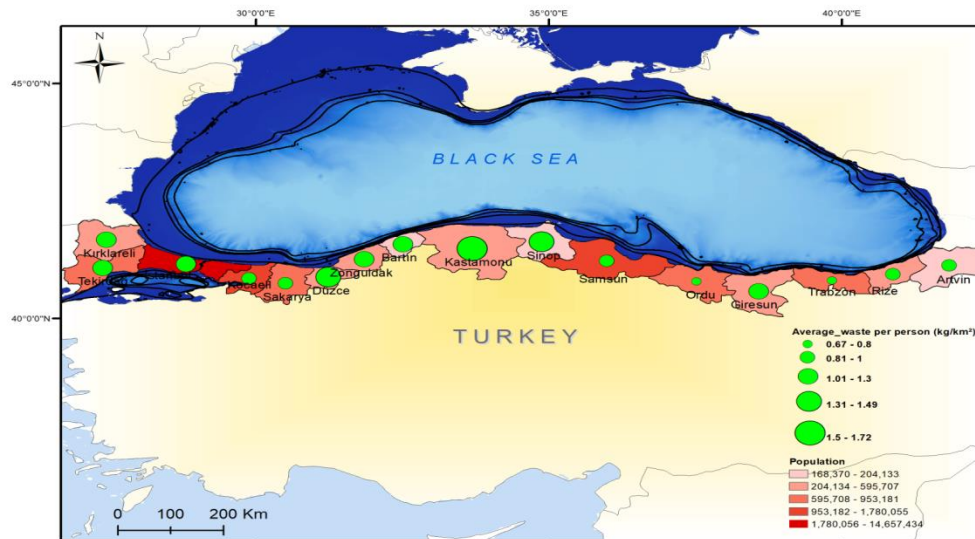 30°0'0"E 35°0'0"E 40°0'0"E
N
45°0'0"N
BLACK SEA
Kırklareli
Bartın
Sinop
Zonguldak
Kastamonu
Samsun
Artvin
Kocaeli
Sakarya
Düzce
Ordu
Giresun
Trabzon
Rize
40°0'0"N
TURKEY
Average_waste per person (kg/km²)
0.67 - 0.8
0.81 - 1
1.01 - 1.3
1.31 - 1.49
1.5 - 1.72
Population
168,370 - 204,133
204,134 - 595,707
595,708 - 953,181
953,182 - 1,780,055
1,780,056 - 14,657,434
0 100 200 Km